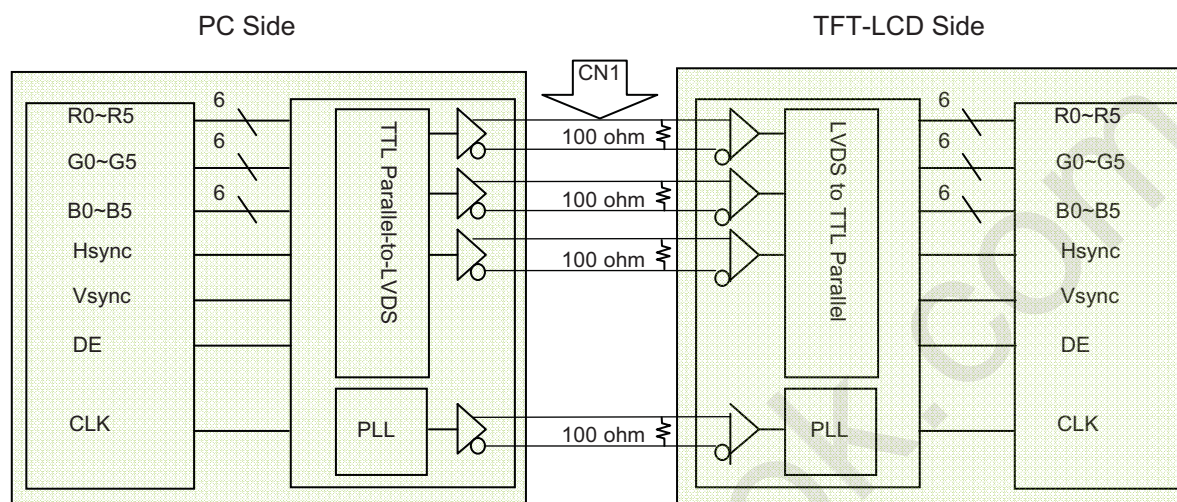 PC Side
TFT-LCD Side
CN1
R0~R5
6
G0~G5
6
B0~B5
6
Hsync
Vsync
DE
CLK
TTL Parallel-to-LVDS
PLL
100 ohm
100 ohm
100 ohm
100 ohm
LVDS to TTL Parallel
PLL
6
R0~R5
6
G0~G5
6
B0~B5
Hsync
Vsync
DE
CLK